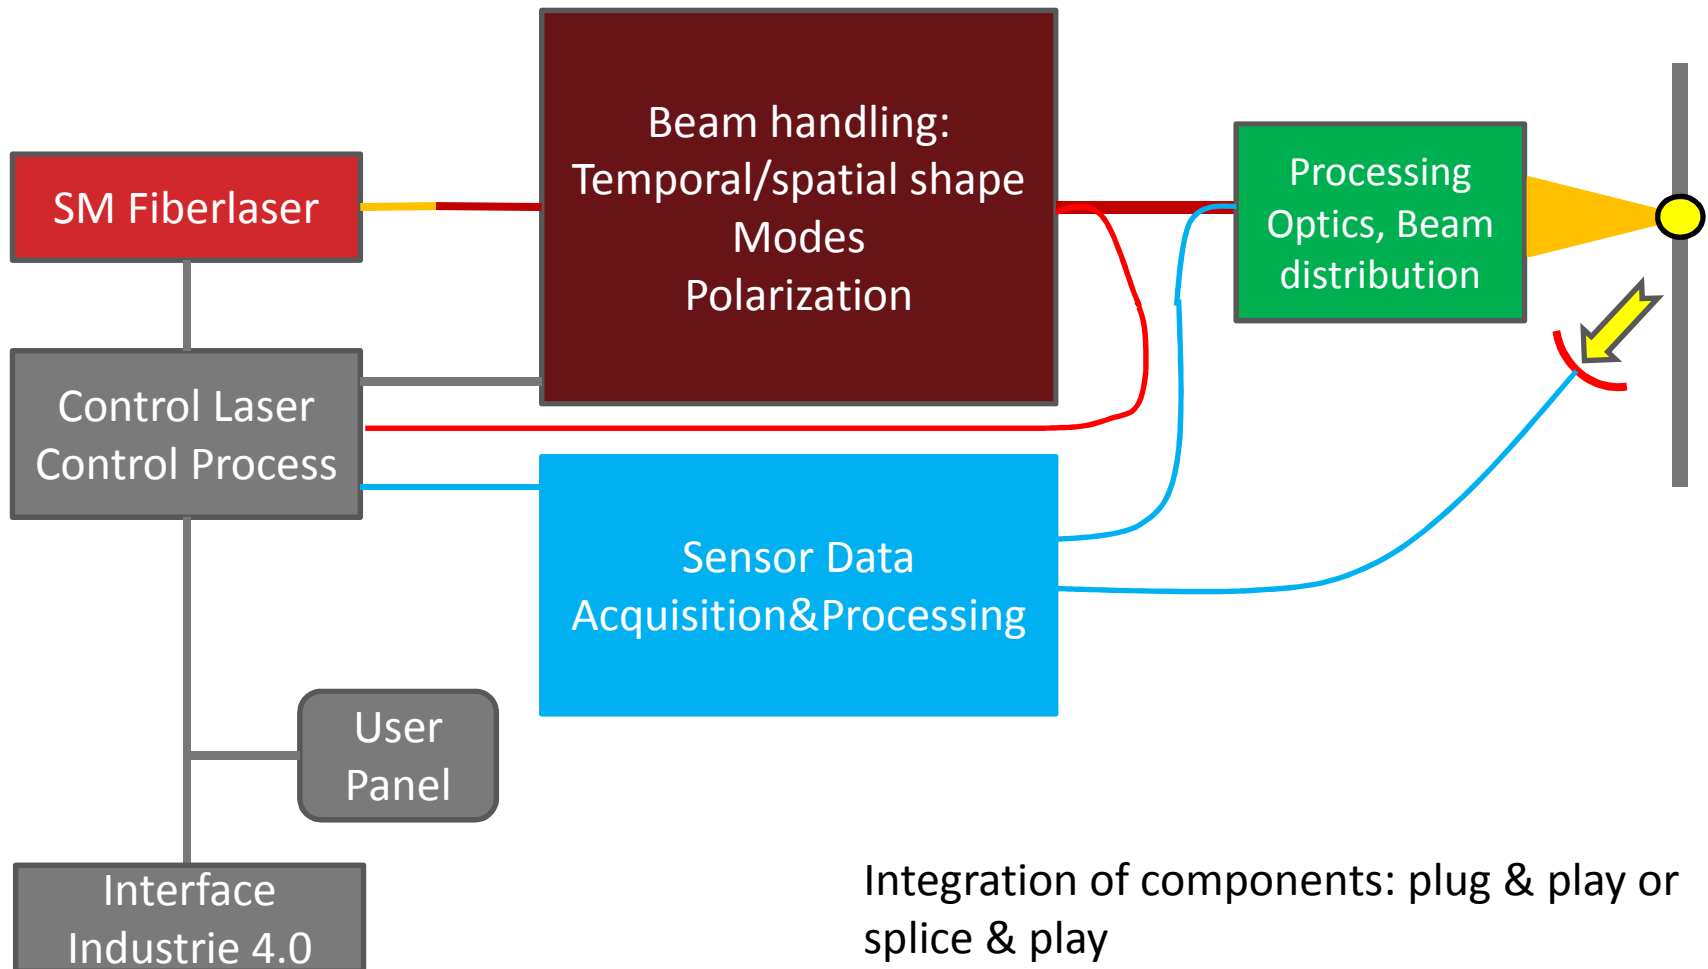 Beam handling:
Temporal/spatial shape
Modes
Polarization
SM Fiberlaser
Processing
Optics, Beam
distribution
Control Laser
Control Process
Sensor Data
Acquisition&Processing
User
Panel
Interface
Industrie 4.0
Integration of components: plug & play or
splice & play